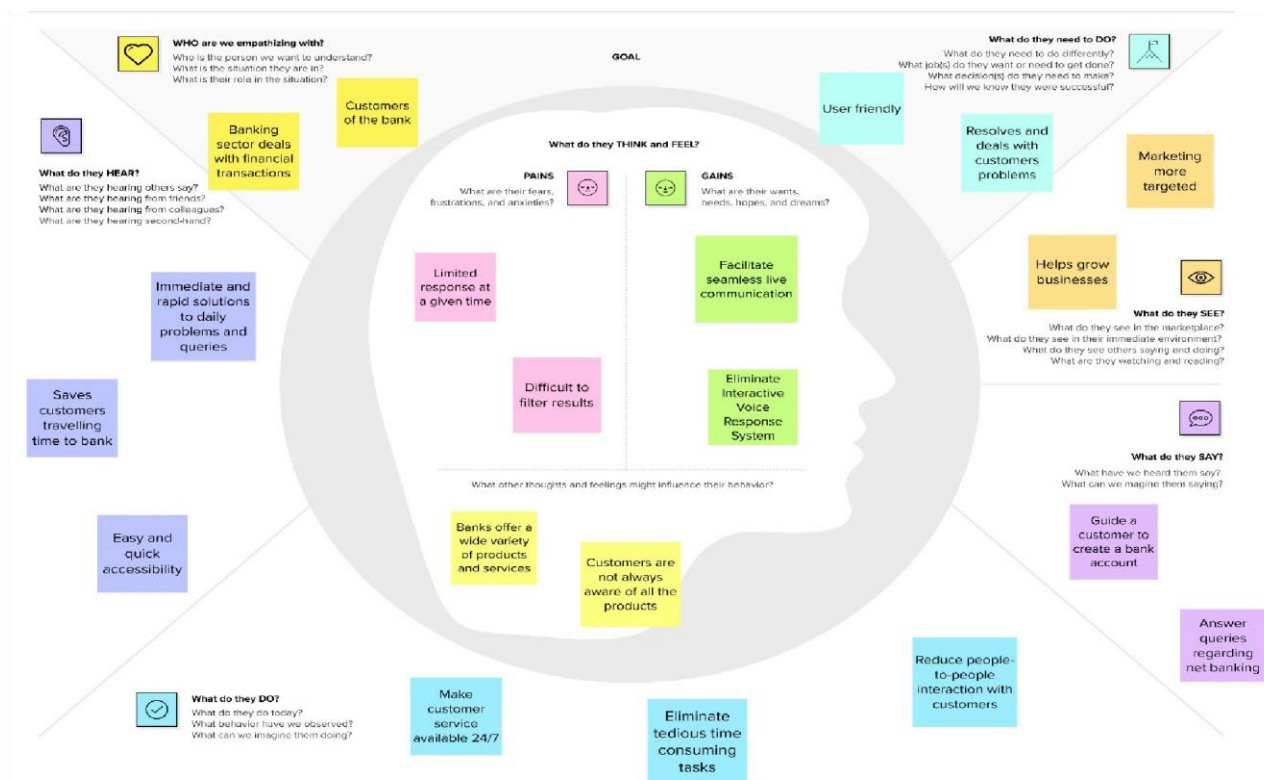 WHO are we empathizing with?
Who is the person we want to understand?
What is the situation they are in?
What is their role in the situation?
Customers
of the bank
Banking
sector deals
with financial
transactions
GOAL
What do they need to DO?
What do they need to do differently?
What job(s) do they want or need to get done?
What decision(s) do they need to make?
How will we know they were successful?
User friendly
Resolves and
deals with
customers
problems
What do they HEAR?
What are they hearing others say?
What are they hearing from friends?
What are they hearing from colleagues?
What are they hearing second-hand?
Immediate and
rapid solutions
to daily
problems and
queries
Saves
customers
travelling
time to bank
Easy and
quick
accessibility
What do they THINK and FEEL?
PAINS
What are their fears,
frustrations, and anxieties?
Limited
response at
a given time
Difficult to
filter results
GAINS
What are their wants,
needs, hopes, and dreams?
Facilitate
seamless live
communication
Eliminate
Interactive
Voice
Response
System
What other thoughts and feelings might influence their behavior?
Banks offer a
wide variety
of products
and services
Customers are
not always
aware of all the
products
Marketing
more
targeted
Helps grow
businesses
What do they SEE?
What do they see in the marketplace?
What do they see in their immediate environment?
What do they see others saying and doing?
What are they watching and reading?
What do they SAY?
What have we heard them say?
What can we magine them saying?
Guide a
customer to
create a bank
account
Answer
queries
regarding
net banking
What do they DO?
What do they do today?
What behavior have we observed?
What can we imagine them doing?
Make
customer
service
available 24/7
Eliminate
tedious time
consuming
tasks
Reduce people-
to-people
interaction with
customers